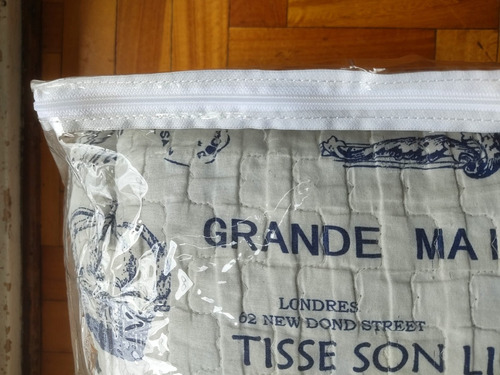 GRANDE MA
LONDRES
62 NEW DOND STREET
TISSE SON LI